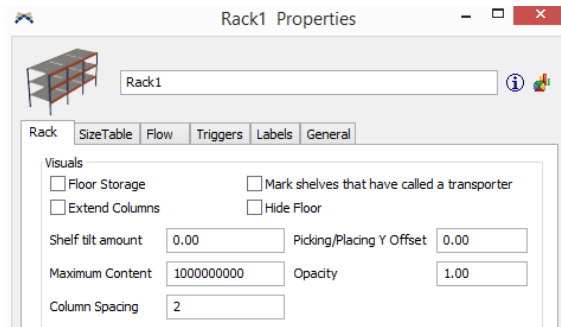 Rack1 Properties
Rack1
Rack SizeTable Flow Triggers Labels General
Visuals
Floor Storage Mark shelves that have called a transporter
Extend Columns Hide Floor
Shelf tilt amount 0.00 Picking/Placing Y Offset 0.00
Maximum Content 1000000000 Opacity 1.00
Column Spacing 2